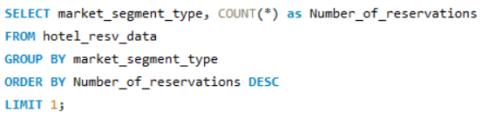 SELECT market_segment_type, COUNT(*) as Number_of_reservations
FROM hotel_resv_data
GROUP BY market_segment_type
ORDER BY Number_of_reservations DESC
LIMIT 1;